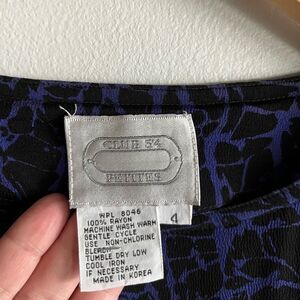 CLUB 54
PETITES
4
WPL 8046
100% RAYON
MACHINE WASH WARM
GENTLE CYCLE
USE NON-CHLORINE
BLEACH
TUMBLE DRY LOW
COOL IRON
IF NECESSARY
MADE IN KOREA